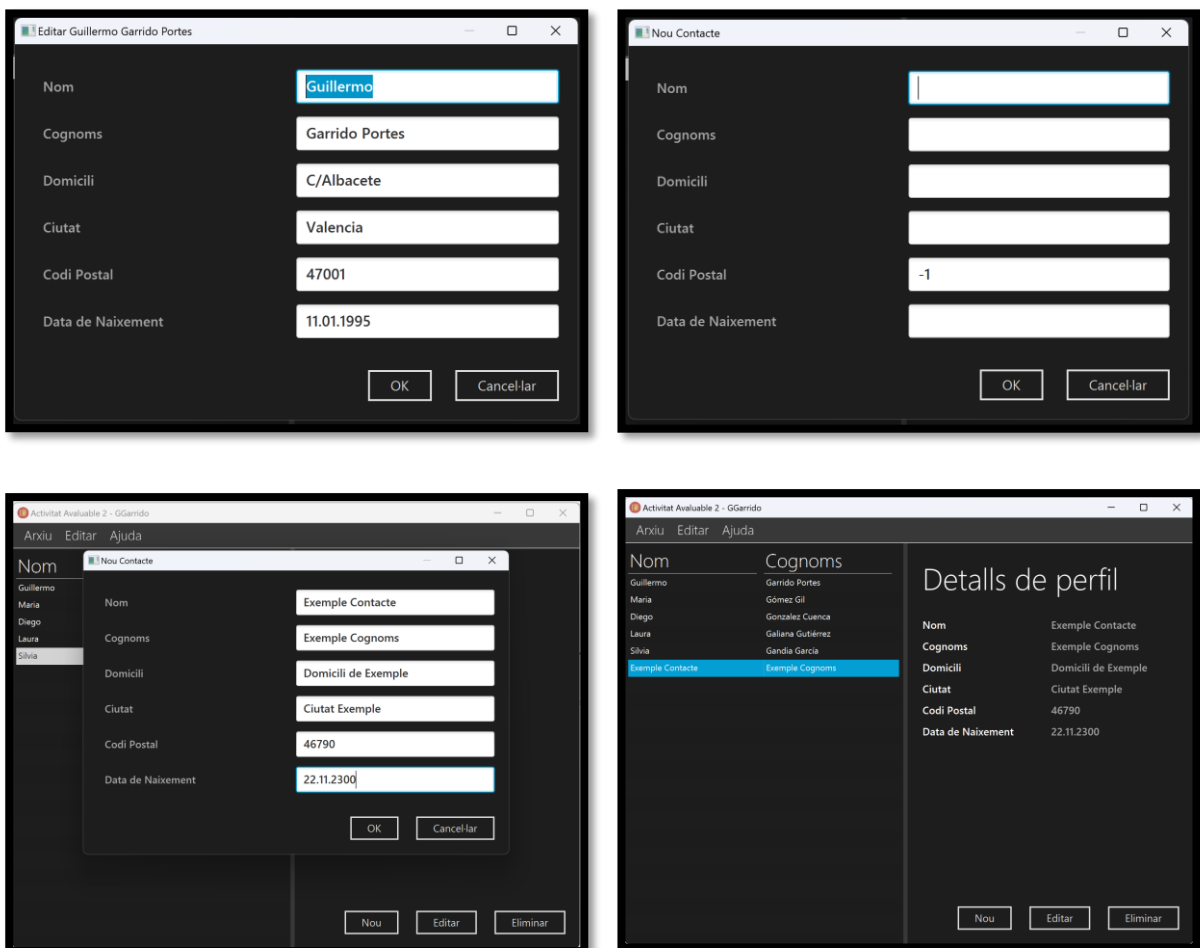 Editar Guillermo Garrido Portes
Nom Guillermo
Cognoms Garrido Portes
Domicili C/Albacete
Ciutat Valencia
Codi Postal 47001
Data de Naixement 11.01.1995
OK Cancel·lar
Nou Contacte
Nom
Cognoms
Domicili
Ciutat
Codi Postal -1
Data de Naixement
OK Cancel·lar
Activitat Avaluable 2 - GGarrido
Arxiu Editar Ajuda
Nom
Guillermo
Maria
Diego
Laura
Silvia
Nou Contacte
Nom Exemple Contacte
Cognoms Exemple Cognoms
Domicili Domicili de Exemple
Ciutat Ciutat Exemple
Codi Postal 46790
Data de Naixement 22.11.2300
OK Cancel·lar
Nou Editar Eliminar
Activitat Avaluable 2 - GGarrido
Arxiu Editar Ajuda
Nom Cognoms
Guillermo Garrido Portes
Maria Gómez Gil
Diego Gonzalez Cuenca
Laura Galiana Gutiérrez
Silvia Gandia García
Exemple Contacte Exemple Cognoms
Detalls de perfil
Nom Exemple Contacte
Cognoms Exemple Cognoms
Domicili Domicili de Exemple
Ciutat Ciutat Exemple
Codi Postal 46790
Data de Naixement 22.11.2300
Nou Editar Eliminar